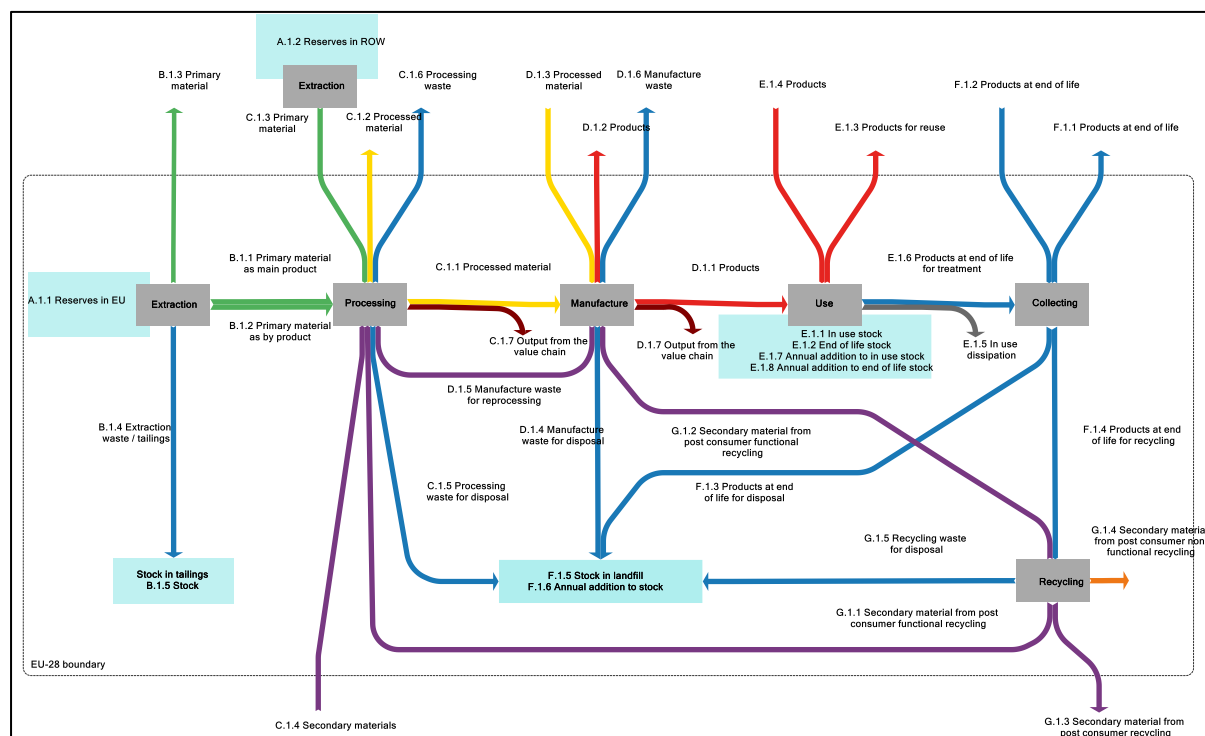 A.1.2 Reserves in ROW
Extraction
B.1.3 Primary
material
C.1.3 Primary
material
C.1.6 Processing
waste
C.1.2 Processed
material
D.1.3 Processed
material
D.1.6 Manufacture
waste
D.1.2 Products
E.1.4 Products
E.1.3 Products for reuse
F.1.2 Products at end of life
F.1.1 Products at end of life
A.1.1 Reserves in EU
Extraction
B.1.1 Primary material
as main product
B.1.2 Primary material
as by product
Processing
C.1.1 Processed material
C.1.7 Output from the
value chain
Manufacture
D.1.1 Products
D.1.7 Output from the
value chain
Use
E.1.1 In use stock
E.1.2 End of life stock
E.1.7 Annual addition to in use stock
E.1.8 Annual addition to end of life stock
E.1.6 Products at end of life
for treatment
E.1.5 In use
dissipation
Collecting
D.1.5 Manufacture waste
for reprocessing
B.1.4 Extraction
waste / tailings
D.1.4 Manufacture
waste for disposal
G.1.2 Secondary material from
post consumer functional
recycling
F.1.4 Products at end
of life for recycling
C.1.5 Processing
waste for disposal
F.1.3 Products at end
of life for disposal
G.1.5 Recycling waste
for disposal
G.1.4 Secondary material
from post consumer non
functional recycling
Stock in tailings
B.1.5 Stock
F.1.5 Stock in landfill
F.1.6 Annual addition to stock
Recycling
G.1.1 Secondary material from post
consumer functional recycling
EU-28 boundary
C.1.4 Secondary materials
G.1.3 Secondary material from
post consumer recycling